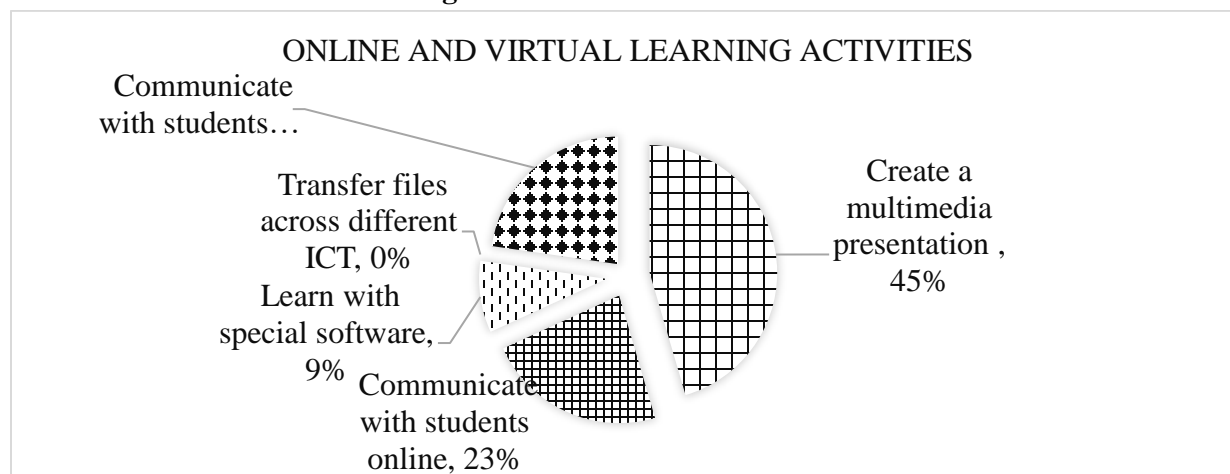 ONLINE AND VIRTUAL LEARNING ACTIVITIES
Communicate
with students…
Transfer files
across different
ICT, 0%
Learn with
special software,
9%
Communicate
with students
online, 23%
Create a
multimedia
presentation ,
45%